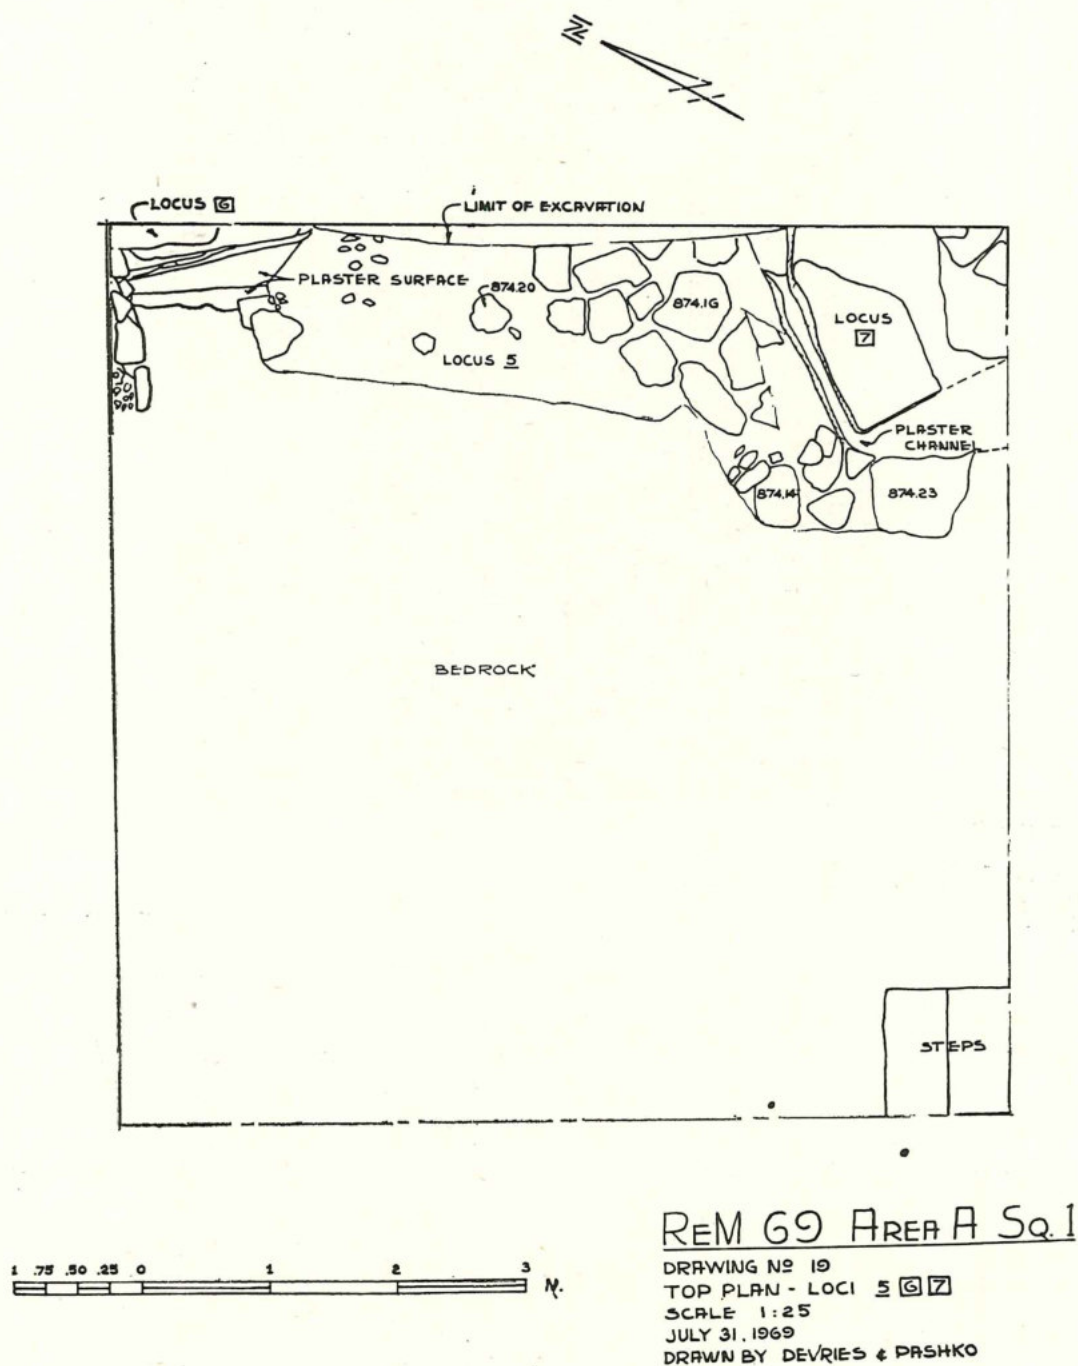 N
LOCUS 6
LIMIT OF EXCAVATION
PLASTER SURFACE
874.20
874.16
LOCUS
7
LOCUS 5
PLASTER
CHANNEL
874.14
874.23
BEDROCK
STEPS
1 .75 .50 .25 0 1 2 3 M.
REM 69 AREA A SQ. 1
DRAWING Nº 19
TOP PLAN - LOCI 5 6 7
SCALE 1:25
JULY 31, 1969
DRAWN BY DEVRIES & PASHKO